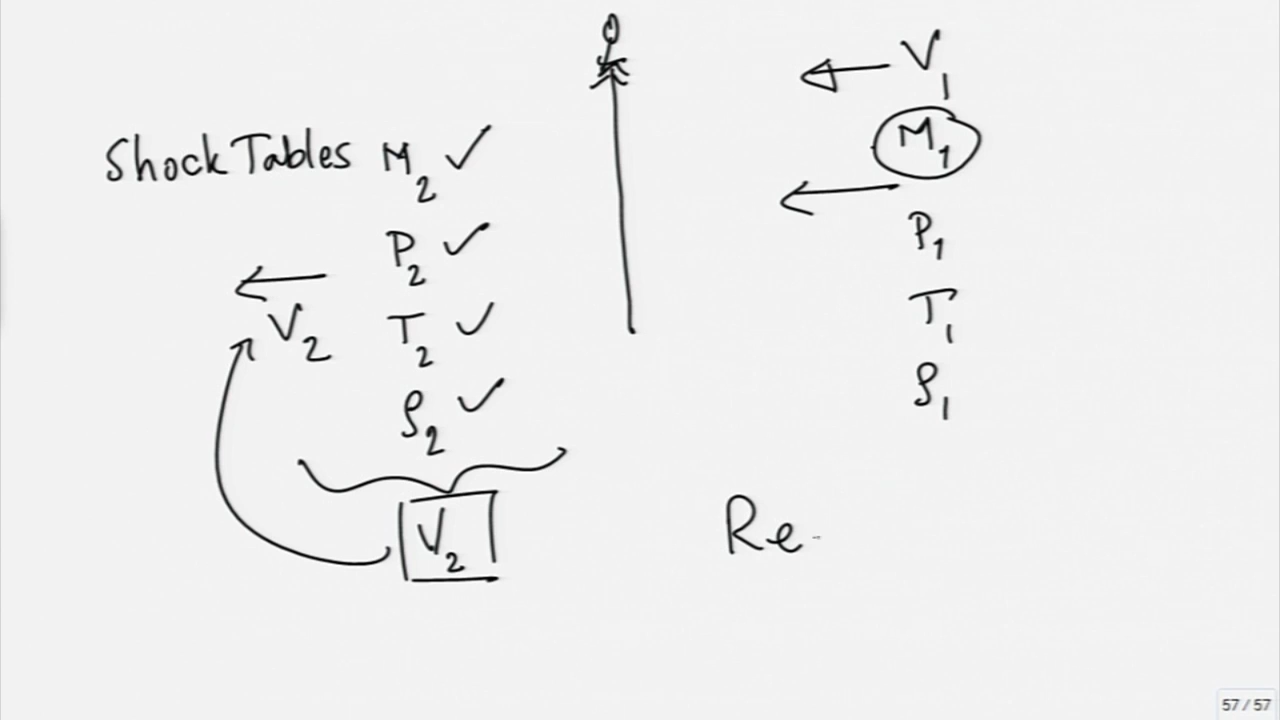 V₁
Shock Tables M₂ ✓
M₁
P₂ ✓
P₁
V₂ T₂ ✓
T₁
ρ₂ ✓
ρ₁
V₂
Re
57 / 57